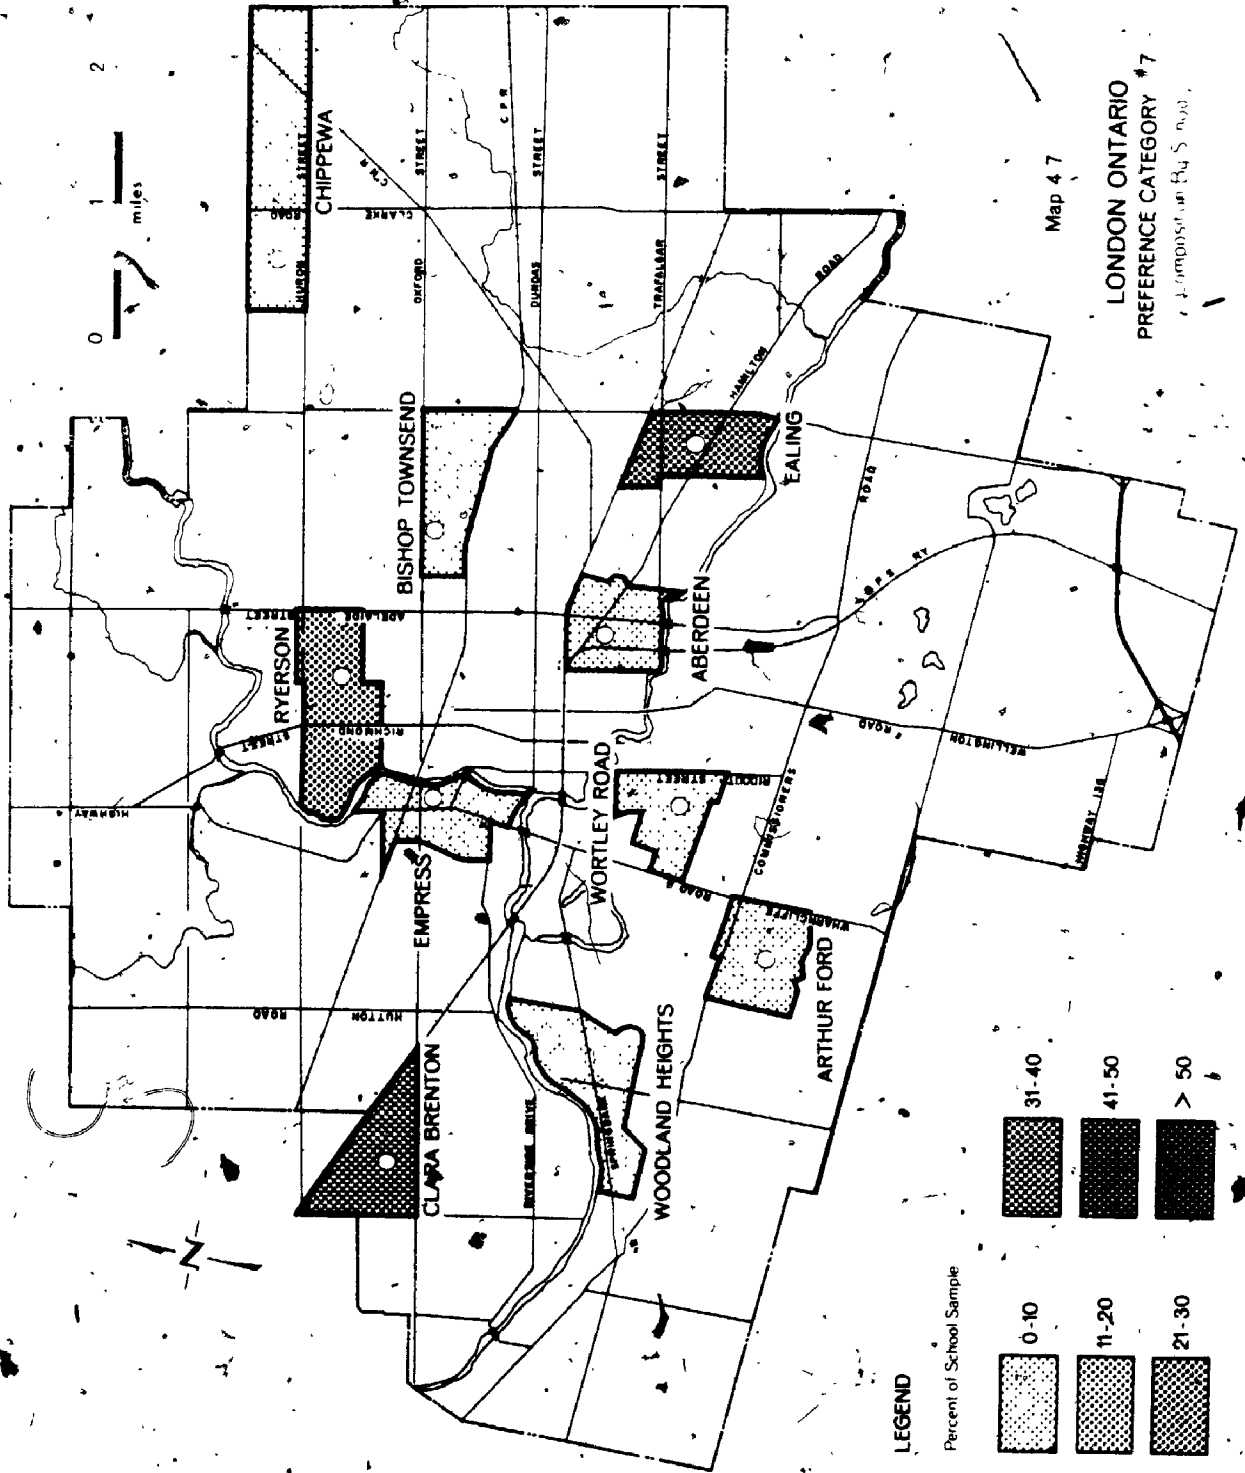 0 1 2
miles
CHIPPEWA
HURON STREET
CLARKE ROAD
C N R
OXFORD STREET
C P R
DUNDAS STREET
TRAFALGAR STREET
HAMILTON ROAD
BISHOP TOWNSEND
EALING
RYERSON
ADELAIDE STREET
RICHMOND STREET
ABERDEEN
HIGHWAY 4
EMPRESS
WORTLEY ROAD
RIDOUT STREET
COMMISSIONERS ROAD
WELLINGTON ROAD
WHARNCLIFFE ROAD
HUTTON ROAD
CLARA BRENTON
RIVERSIDE DRIVE
WOODLAND HEIGHTS
ARTHUR FORD
N
Map 4 7
LONDON ONTARIO
PREFERENCE CATEGORY #7
LEGEND
Percent of School Sample
0-10
11-20
21-30
31-40
41-50
> 50